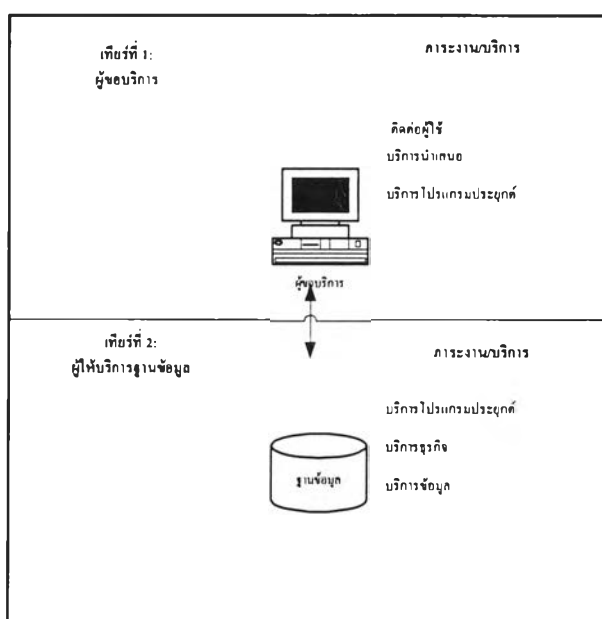 เทียร์ที่ 1:
ผู้ขอบริการ
ภาระงาน/บริการ
ติดต่อผู้ใช้
บริการนำเสนอ
บริการโปรแกรมประยุกต์
ผู้ขอบริการ
เทียร์ที่ 2:
ผู้ให้บริการฐานข้อมูล
ภาระงาน/บริการ
บริการโปรแกรมประยุกต์
บริการธุรกิจ
บริการข้อมูล
ฐานข้อมูล